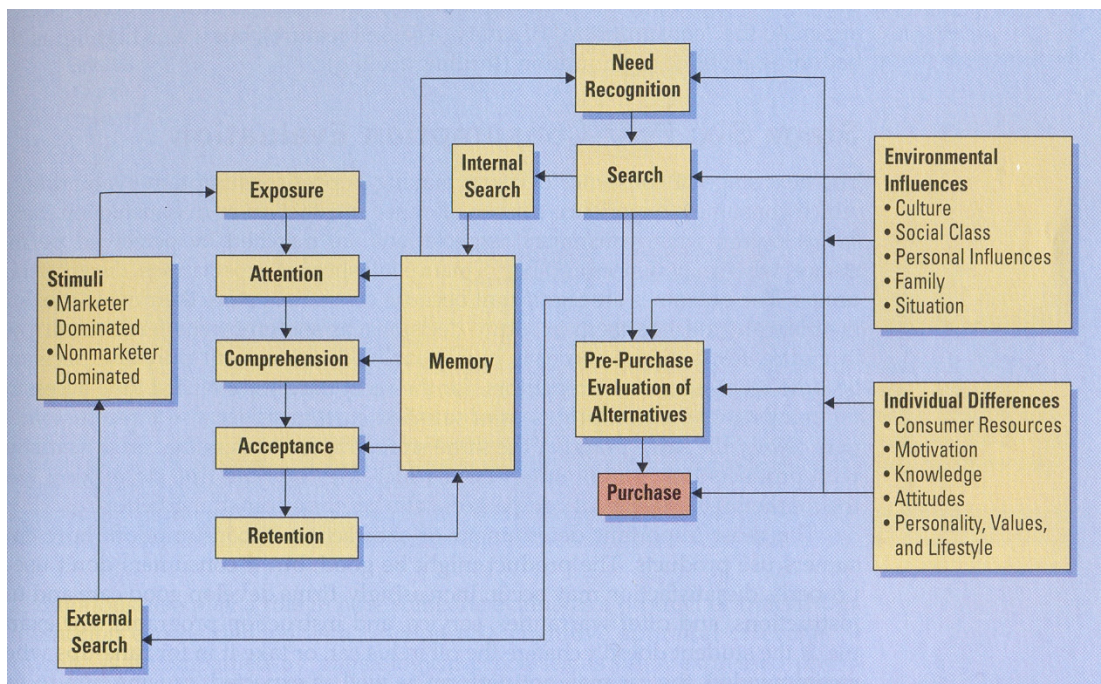 Need
Recognition
Internal
Search
Search
Exposure
Attention
Stimuli
• Marketer
Dominated
• Nonmarketer
Dominated
Comprehension
Memory
Acceptance
Retention
Pre-Purchase
Evaluation of
Alternatives
Purchase
Environmental
Influences
• Culture
• Social Class
• Personal Influences
• Family
• Situation
Individual Differences
• Consumer Resources
• Motivation
• Knowledge
• Attitudes
• Personality, Values,
and Lifestyle
External
Search